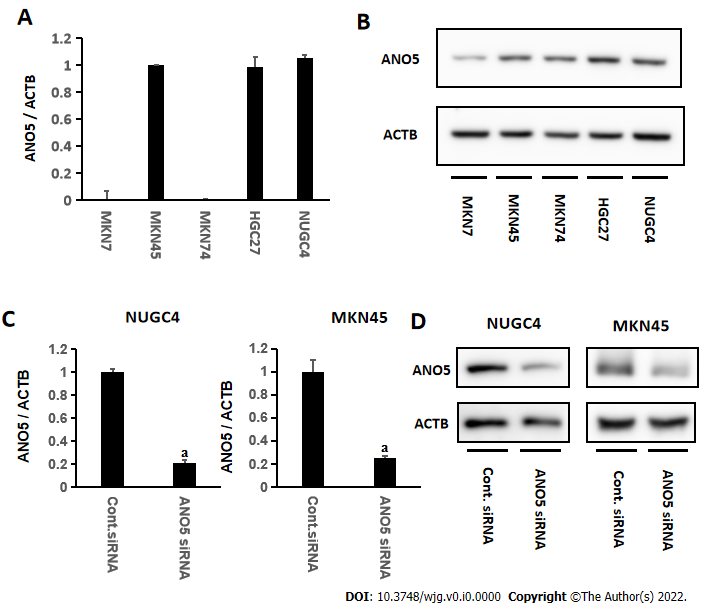 A
ANO5 / ACTB
1.2
1
0.8
0.6
0.4
0.2
0
MKN7
MKN45
MKN74
HGC27
NUGC4
B
ANO5
ACTB
MKN7
MKN45
MKN74
HGC27
NUGC4
C
NUGC4
ANO5 / ACTB
1.2
1
0.8
0.6
0.4
0.2
0
a
Cont.siRNA
ANO5 siRNA
MKN45
ANO5 / ACTB
1.2
1
0.8
0.6
0.4
0.2
0
a
Cont.siRNA
ANO5 siRNA
D
NUGC4
MKN45
ANO5
ACTB
Cont. siRNA
ANO5 siRNA
Cont. siRNA
ANO5 siRNA
DOI: 10.3748/wjg.v0.i0.0000 Copyright ©The Author(s) 2022.